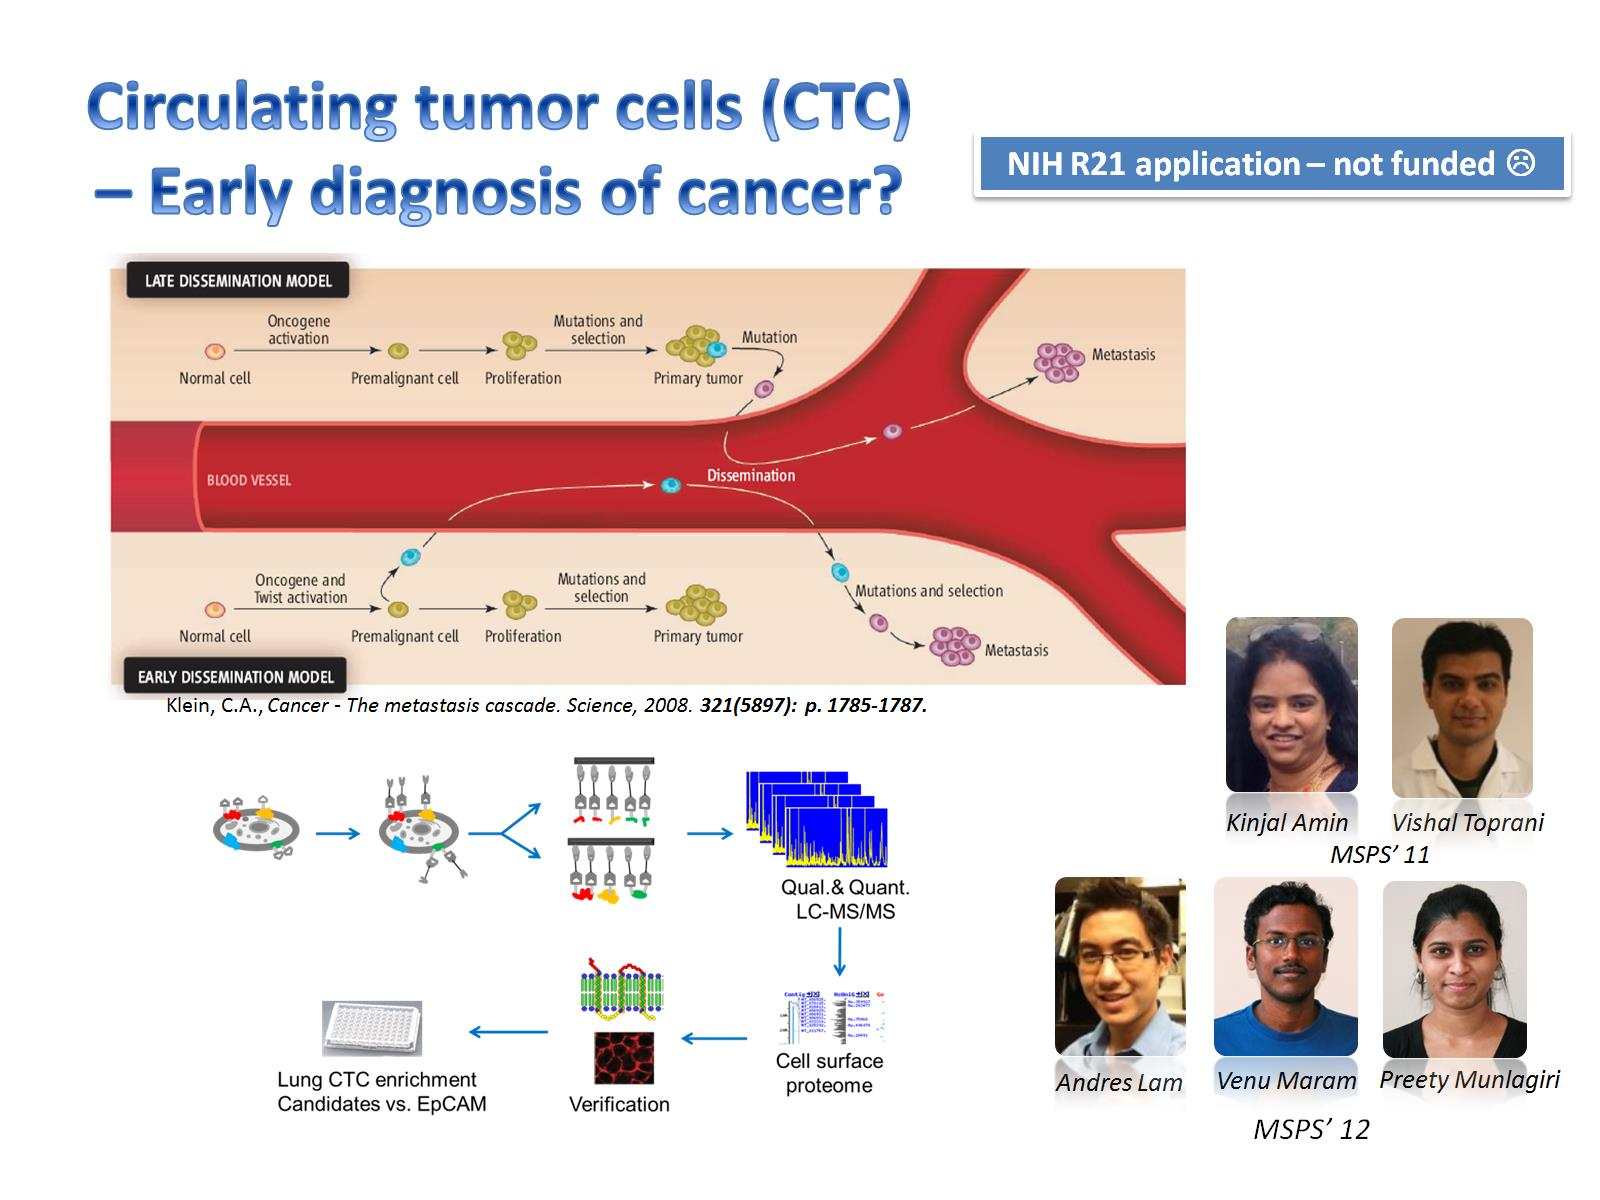 Circulating tumor cells (CTC)
– Early diagnosis of cancer?
NIH R21 application – not funded ☹
LATE DISSEMINATION MODEL
Oncogene
activation
Mutations and
selection
Mutation
Normal cell
Premalignant cell
Proliferation
Primary tumor
Metastasis
BLOOD VESSEL
Dissemination
Oncogene and
Twist activation
Mutations and
selection
Mutations and selection
Normal cell
Premalignant cell
Proliferation
Primary tumor
Metastasis
EARLY DISSEMINATION MODEL
Klein, C.A., Cancer - The metastasis cascade. Science, 2008. 321(5897): p. 1785-1787.
Qual.& Quant.
LC-MS/MS
Cell surface
proteome
Verification
Lung CTC enrichment
Candidates vs. EpCAM
Kinjal Amin
Vishal Toprani
MSPS’ 11
Andres Lam
Venu Maram
Preety Munlagiri
MSPS’ 12